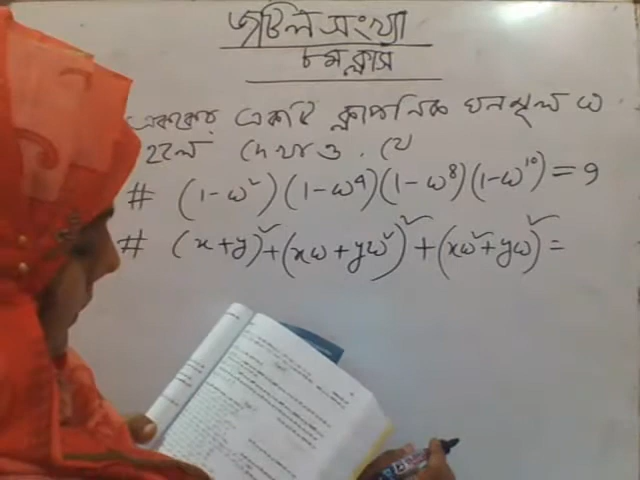 জটিল সংখ্যা
৮ম ক্লাস
এককের একটি কাল্পনিক ঘনমূল ω
হলে দেখাও যে
# (1-ω²)(1-ω⁴)(1-ω⁸)(1-ω¹⁰) = 9
# (x+y)²+(xω+yω²)²+(xω²+yω)² =